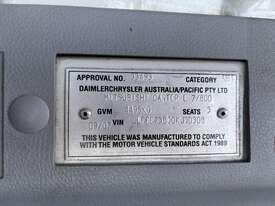 APPROVAL NO. CATEGORY
DAIMLERCHRYSLER AUSTRALIA/PACIFIC PTY LTD
MITSUBISHI CANTER L 7/800
GVM SEATS 3
VIN
THIS VEHICLE WAS MANUFACTURED TO COMPLY
WITH THE MOTOR VEHICLE STANDARDS ACT 1989